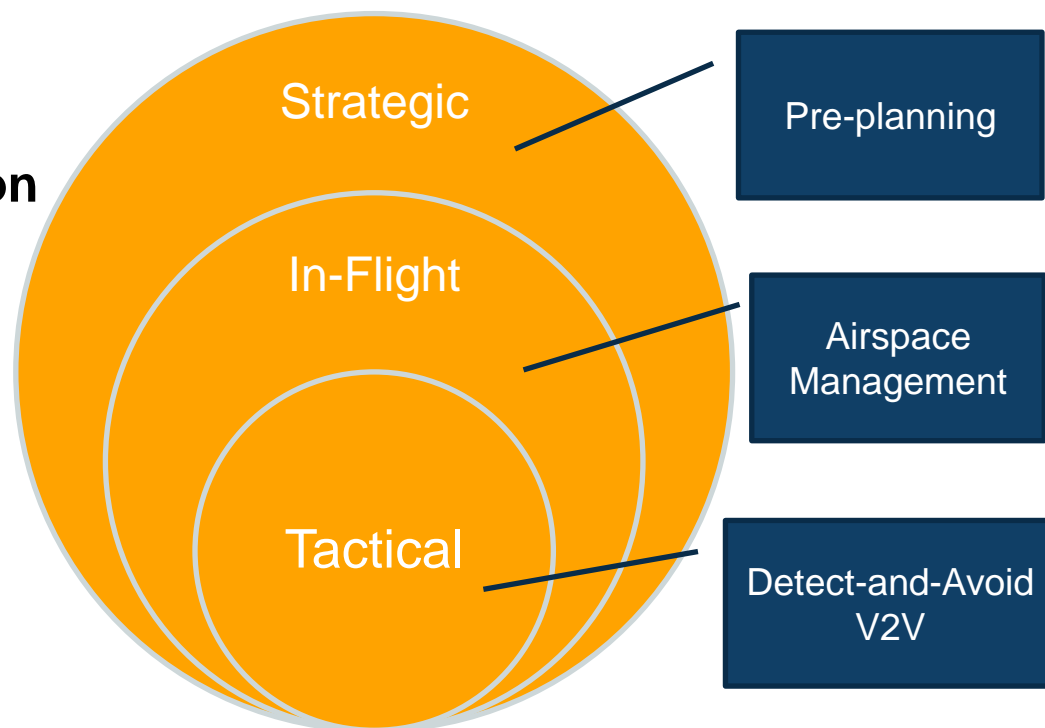 Strategic
Pre-planning
on
In-Flight
Airspace
Management
Tactical
Detect-and-Avoid
V2V